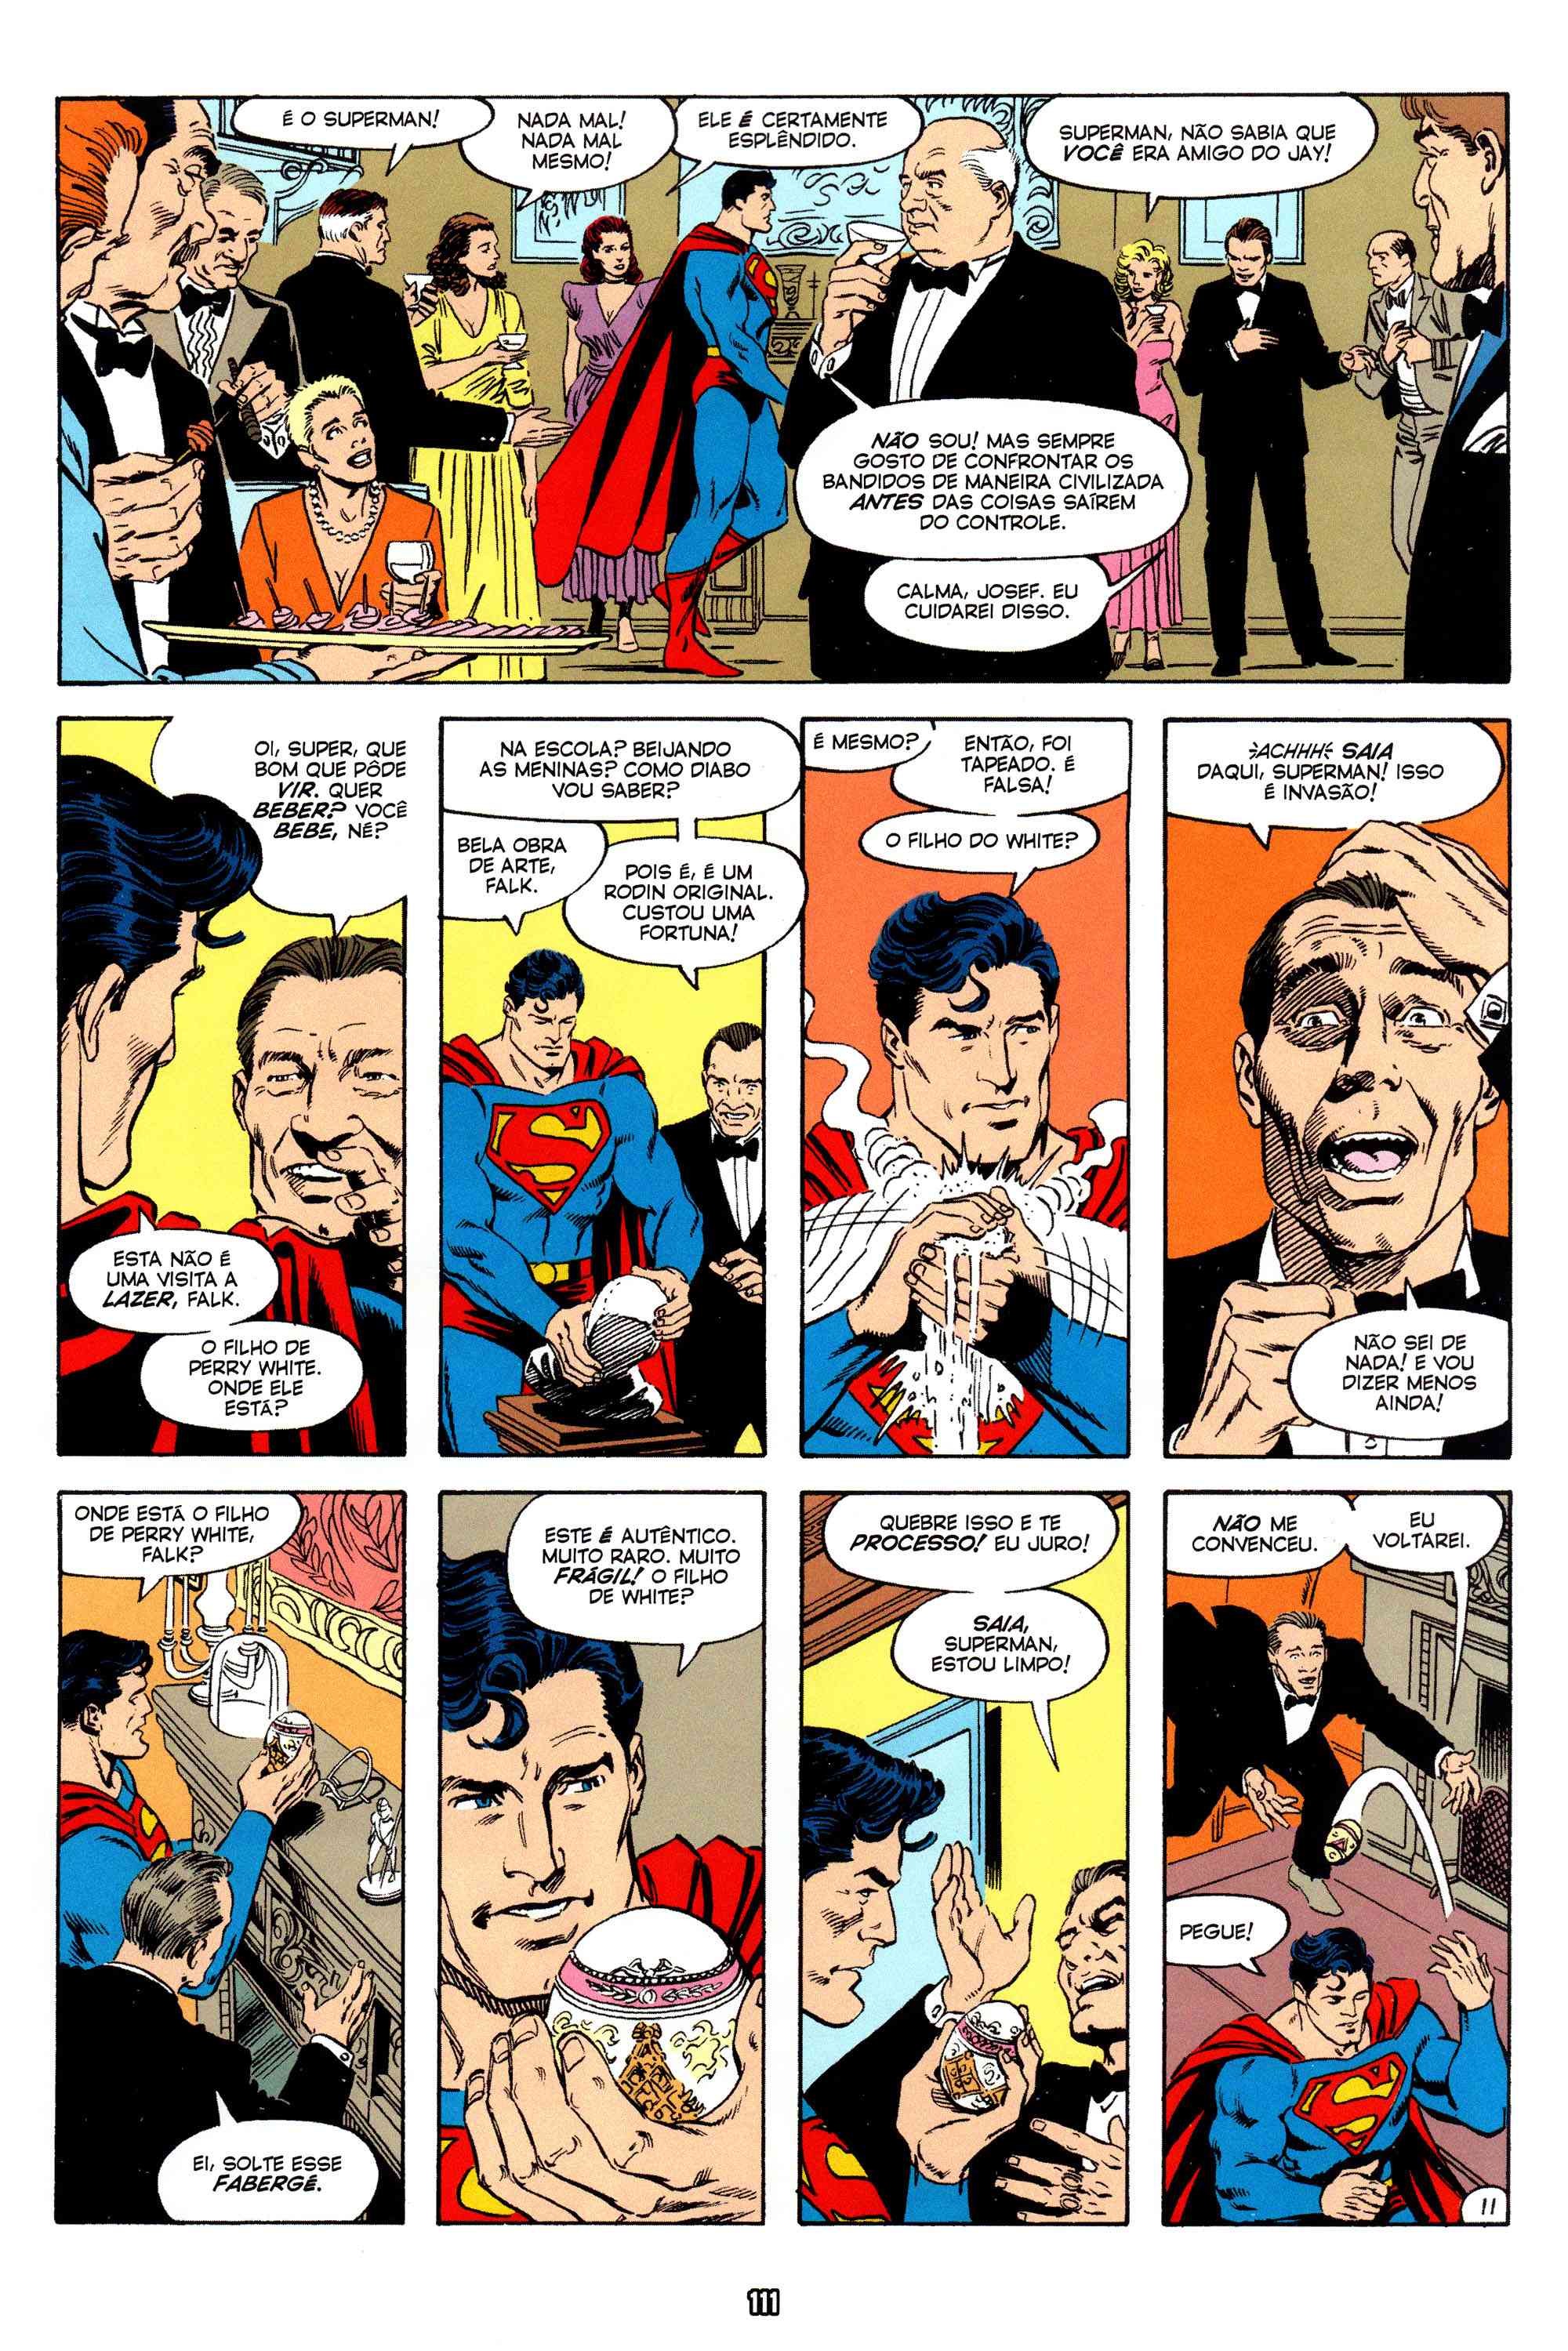 É O SUPERMAN!
NADA MAL!
NADA MAL
MESMO!
ELE É CERTAMENTE
ESPLÊNDIDO.
SUPERMAN, NÃO SABIA QUE
VOCÊ ERA AMIGO DO JAY!
NÃO SOU! MAS SEMPRE
GOSTO DE CONFRONTAR OS
BANDIDOS DE MANEIRA CIVILIZADA
ANTES DAS COISAS SAÍREM
DO CONTROLE.
CALMA, JOSEF. EU
CUIDAREI DISSO.
OI, SUPER, QUE
BOM QUE PÔDE
VIR. QUER
BEBER? VOCÊ
BEBE, NÉ?
ESTA NÃO É
UMA VISITA A
LAZER, FALK.
O FILHO DE
PERRY WHITE.
ONDE ELE
ESTÁ?
NA ESCOLA? BEIJANDO
AS MENINAS? COMO DIABO
VOU SABER?
BELA OBRA
DE ARTE,
FALK.
POIS É, É UM
RODIN ORIGINAL.
CUSTOU UMA
FORTUNA!
É MESMO?
ENTÃO, FOI
TAPEADO. É
FALSA!
O FILHO DO WHITE?
ACHHH SAIA
DAQUI, SUPERMAN! ISSO
É INVASÃO!
NÃO SEI DE
NADA! E VOU
DIZER MENOS
AINDA!
ONDE ESTÁ O FILHO
DE PERRY WHITE,
FALK?
EI, SOLTE ESSE
FABERGÉ.
ESTE É AUTÊNTICO.
MUITO RARO. MUITO
FRÁGIL! O FILHO
DE WHITE?
QUEBRE ISSO E TE
PROCESSO! EU JURO!
SAIA,
SUPERMAN,
ESTOU LIMPO!
NÃO ME
CONVENCEU.
EU
VOLTAREI.
PEGUE!
11
111